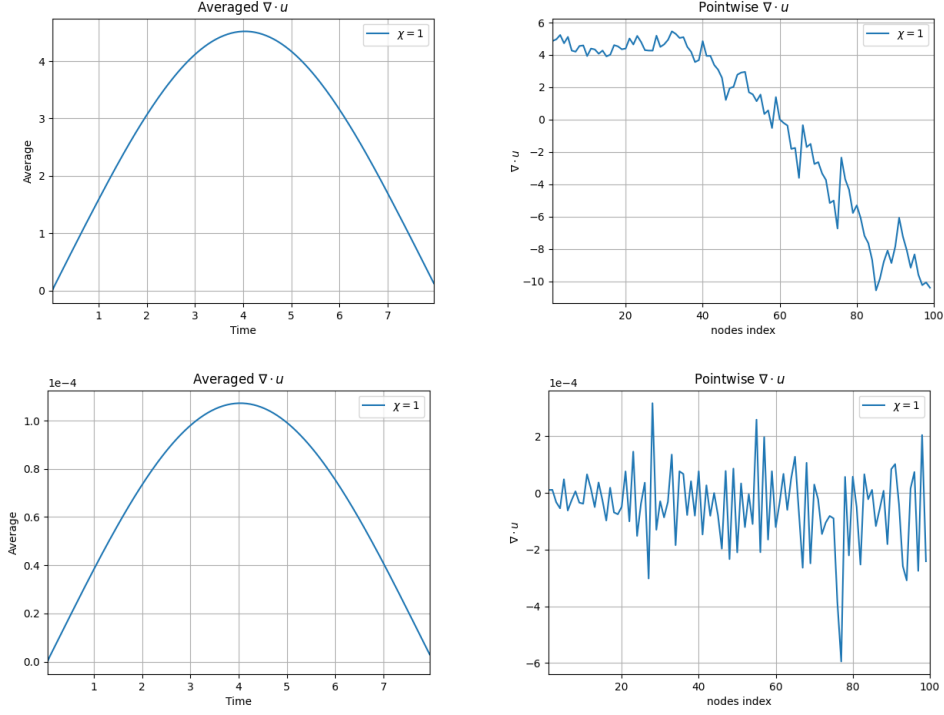 Averaged ∇ · u
χ = 1
4
3
2
1
0
Average
1 2 3 4 5 6 7
Time
Pointwise ∇ · u
χ = 1
6
4
2
0
−2
−4
−6
−8
−10
∇ · u
20 40 60 80 100
nodes index
Averaged ∇ · u
1e−4
χ = 1
1.0
0.8
0.6
0.4
0.2
0.0
Average
1 2 3 4 5 6 7
Time
Pointwise ∇ · u
1e−4
χ = 1
2
0
−2
−4
−6
∇ · u
20 40 60 80 100
nodes index